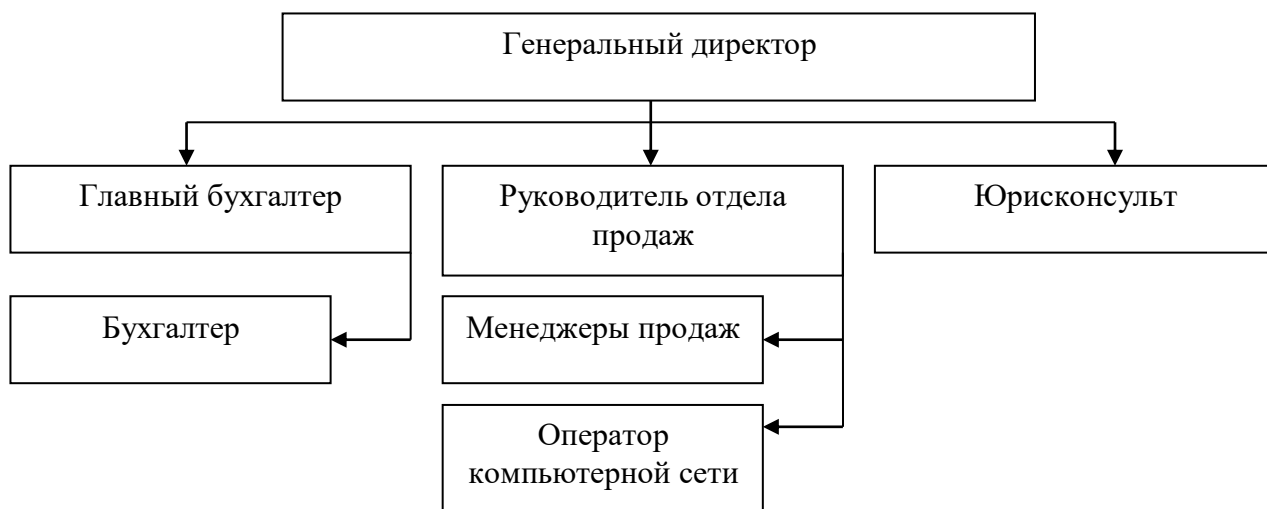 Генеральный директор
Главный бухгалтер
Руководитель отдела
продаж
Юрисконсульт
Бухгалтер
Менеджеры продаж
Оператор
компьютерной сети